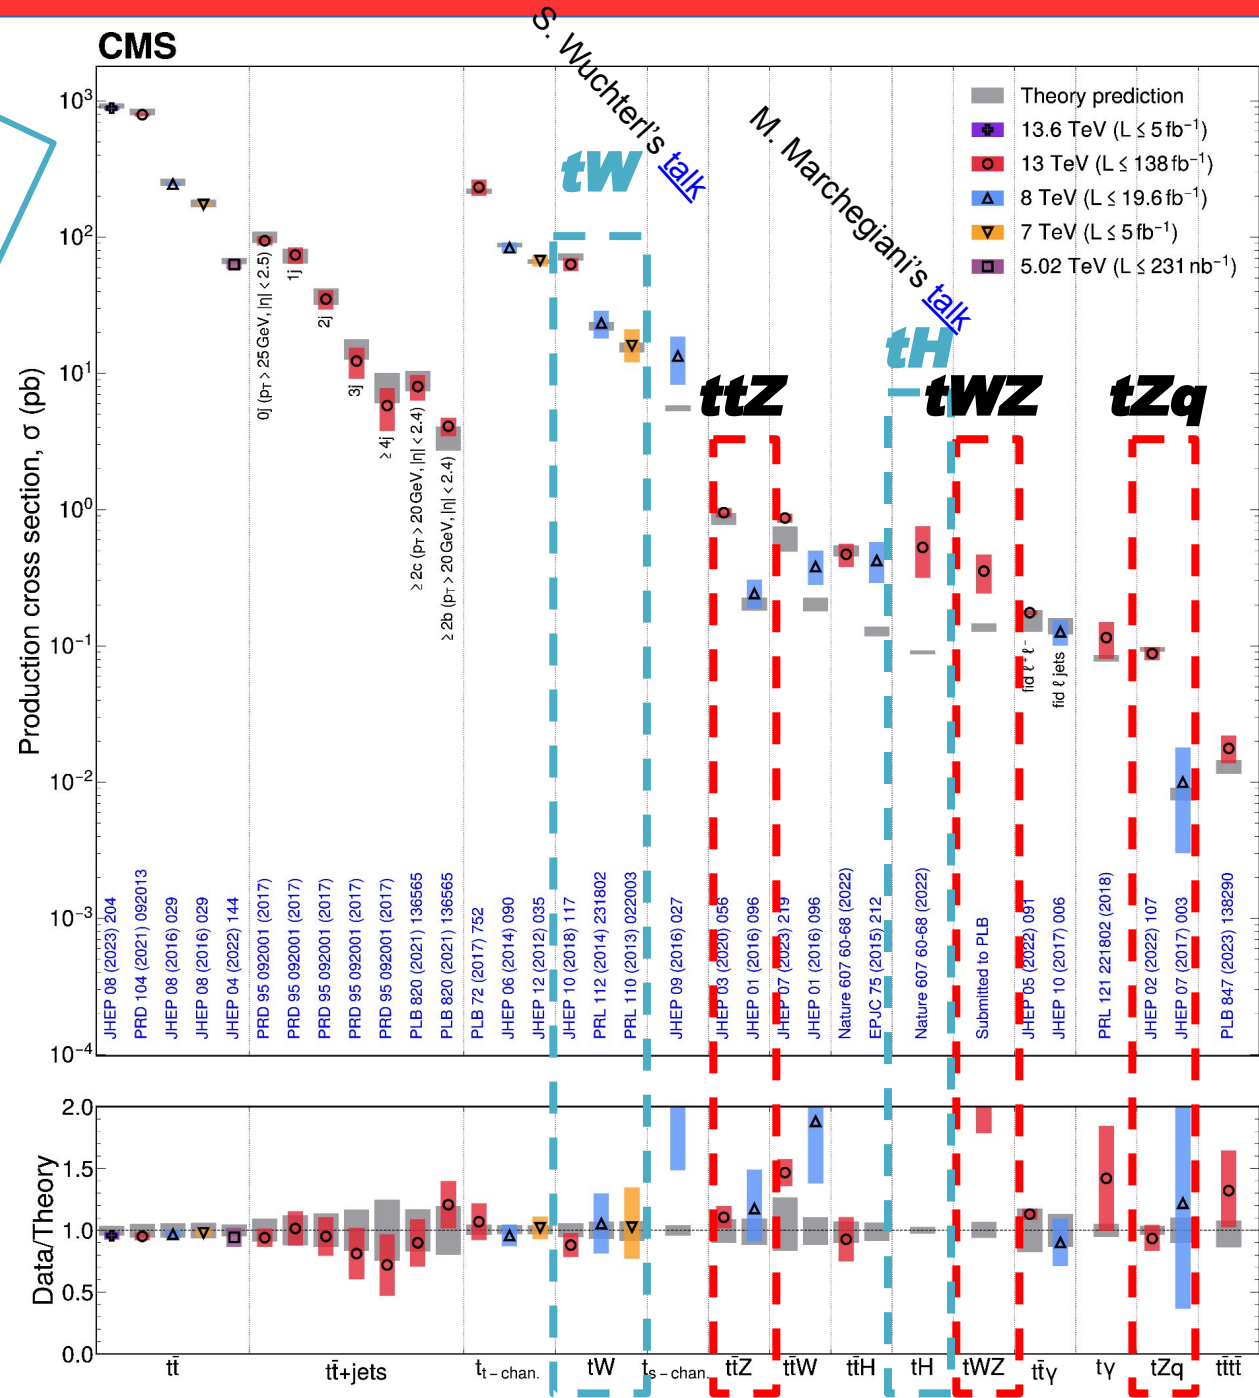 CMS
S. Wuchterl's talk
M. Marchegiani's talk
Theory prediction
13.6 TeV (L ≤ 5 fb⁻¹)
13 TeV (L ≤ 138 fb⁻¹)
8 TeV (L ≤ 19.6 fb⁻¹)
7 TeV (L ≤ 5 fb⁻¹)
5.02 TeV (L ≤ 231 nb⁻¹)
tW
tH
ttZ
tWZ
tZq
Production cross section, σ (pb)
10³
10²
10¹
10⁰
10⁻¹
10⁻²
10⁻³
10⁻⁴
0j (pT > 25 GeV, |η| < 2.5)
1j
2j
3j
≥ 4j
≥ 2c (pT > 20 GeV, |η| < 2.4)
≥ 2b (pT > 20 GeV, |η| < 2.4)
fid ℓ⁺ℓ⁻
fid ℓ jets
JHEP 08 (2023) 204
PRD 104 (2021) 092013
JHEP 08 (2016) 029
JHEP 08 (2016) 029
JHEP 04 (2022) 144
PRD 95 092001 (2017)
PRD 95 092001 (2017)
PRD 95 092001 (2017)
PRD 95 092001 (2017)
PRD 95 092001 (2017)
PLB 820 (2021) 136565
PLB 820 (2021) 136565
PLB 72 (2017) 752
JHEP 06 (2014) 090
JHEP 12 (2012) 035
JHEP 10 (2018) 117
PRL 112 (2014) 231802
PRL 110 (2013) 022003
JHEP 09 (2016) 027
JHEP 03 (2020) 056
JHEP 01 (2016) 096
JHEP 07 (2023) 219
JHEP 01 (2016) 096
Nature 607 60-68 (2022)
EPJC 75 (2015) 212
Nature 607 60-68 (2022)
Submitted to PLB
JHEP 05 (2022) 091
JHEP 10 (2017) 006
PRL 121 221802 (2018)
JHEP 02 (2022) 107
JHEP 07 (2017) 003
PLB 847 (2023) 138290
Data/Theory
2.0
1.5
1.0
0.5
0.0
tt̄
tt̄+jets
t t−chan.
tW
t s−chan.
tt̄Z
tt̄W
tt̄H
tH
tWZ
tt̄γ
tγ
tZq
tt̄tt̄